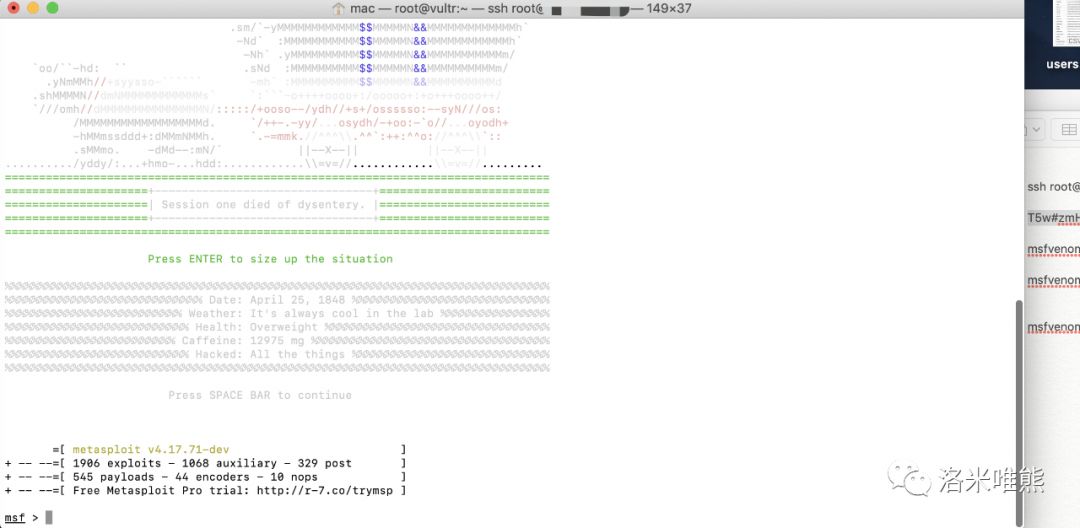 mac — root@vultr:~ — ssh root@ — 149×37
.sm/`-yMMMMMMMMMMMM$$MMMMMN&&MMMMMMMMMMMMMh`
-Nd` :MMMMMMMMMMM$$MMMMMN&&MMMMMMMMMMMMh`
-Nh` .yMMMMMMMMMM$$MMMMMN&&MMMMMMMMMMMm/
`oo/``-hd: `` .sNd :MMMMMMMMMM$$MMMMMN&&MMMMMMMMMMm/
.yNmMMh//+syysso-`````` -mh` :MMMMMMMMMM$$MMMMMN&&MMMMMMMMMMd
.shMMMMN//dmNMMMMMMMMMMMMs` `:```-o++++oooo+:/ooooo+:+o+++oooo++/
`///omh//dMMMMMMMMMMMMMMMN/:::::/+ooso--/ydh//+s+/ossssso:--syN///os:
/MMMMMMMMMMMMMMMMMMd. `/++-.-yy/...osydh/-+oo:-`o//...oyodh+
-hMMmssddd+:dMMmNMMh. `.-=mmk.//^^^\\.^^`:++:^^o://^^^\\`::
.sMMmo. -dMd--:mN/` ||--X--|| ||--X--||
........../yddy/:...+hmo-...hdd:............\\=v=//............\\=v=//.........
================================================================================
=====================+--------------------------------+=========================
=====================| Session one died of dysentery. |=========================
=====================+--------------------------------+=========================
================================================================================
Press ENTER to size up the situation
%%%%%%%%%%%%%%%%%%%%%%%%%%%%%%%%%%%%%%%%%%%%%%%%%%%%%%%%%%%%%%%%%%%%%%%%%%%%%%%%%%
%%%%%%%%%%%%%%%%%%%%%%%%%%%%% Date: April 25, 1848 %%%%%%%%%%%%%%%%%%%%%%%%%%%%%
%%%%%%%%%%%%%%%%%%%%%%%%%% Weather: It's always cool in the lab %%%%%%%%%%%%%%%%
%%%%%%%%%%%%%%%%%%%%%%%%%%% Health: Overweight %%%%%%%%%%%%%%%%%%%%%%%%%%%%%%%%%
%%%%%%%%%%%%%%%%%%%%%%%%% Caffeine: 12975 mg %%%%%%%%%%%%%%%%%%%%%%%%%%%%%%%%%%%
%%%%%%%%%%%%%%%%%%%%%%%%%%% Hacked: All the things %%%%%%%%%%%%%%%%%%%%%%%%%%%%%
%%%%%%%%%%%%%%%%%%%%%%%%%%%%%%%%%%%%%%%%%%%%%%%%%%%%%%%%%%%%%%%%%%%%%%%%%%%%%%%%%%
Press SPACE BAR to continue
=[ metasploit v4.17.71-dev ]
+ -- --=[ 1906 exploits - 1068 auxiliary - 329 post ]
+ -- --=[ 545 payloads - 44 encoders - 10 nops ]
+ -- --=[ Free Metasploit Pro trial: http://r-7.co/trymsp ]
msf >
users
ssh root@
T5w#zmH
msfvenom
msfvenom
msfvenom
洛米唯熊